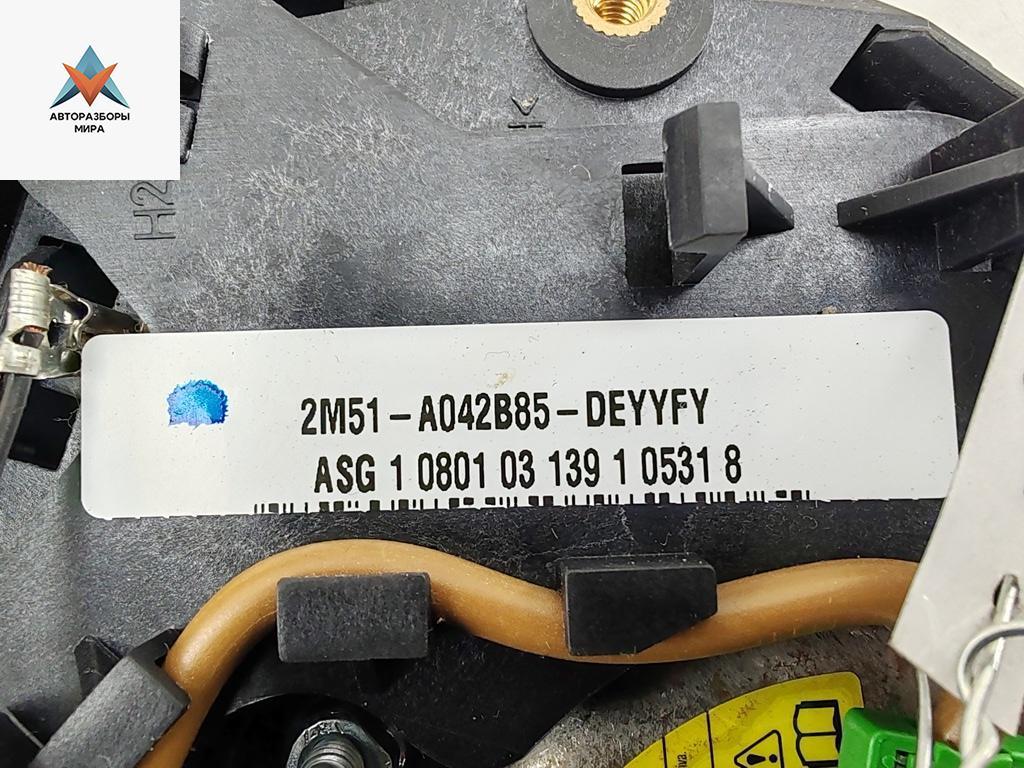 АВТОРАЗБОРЫ
МИРА
H2
2M51-A042B85-DEYYFY
ASG 1 0801 03 139 1 0531 8